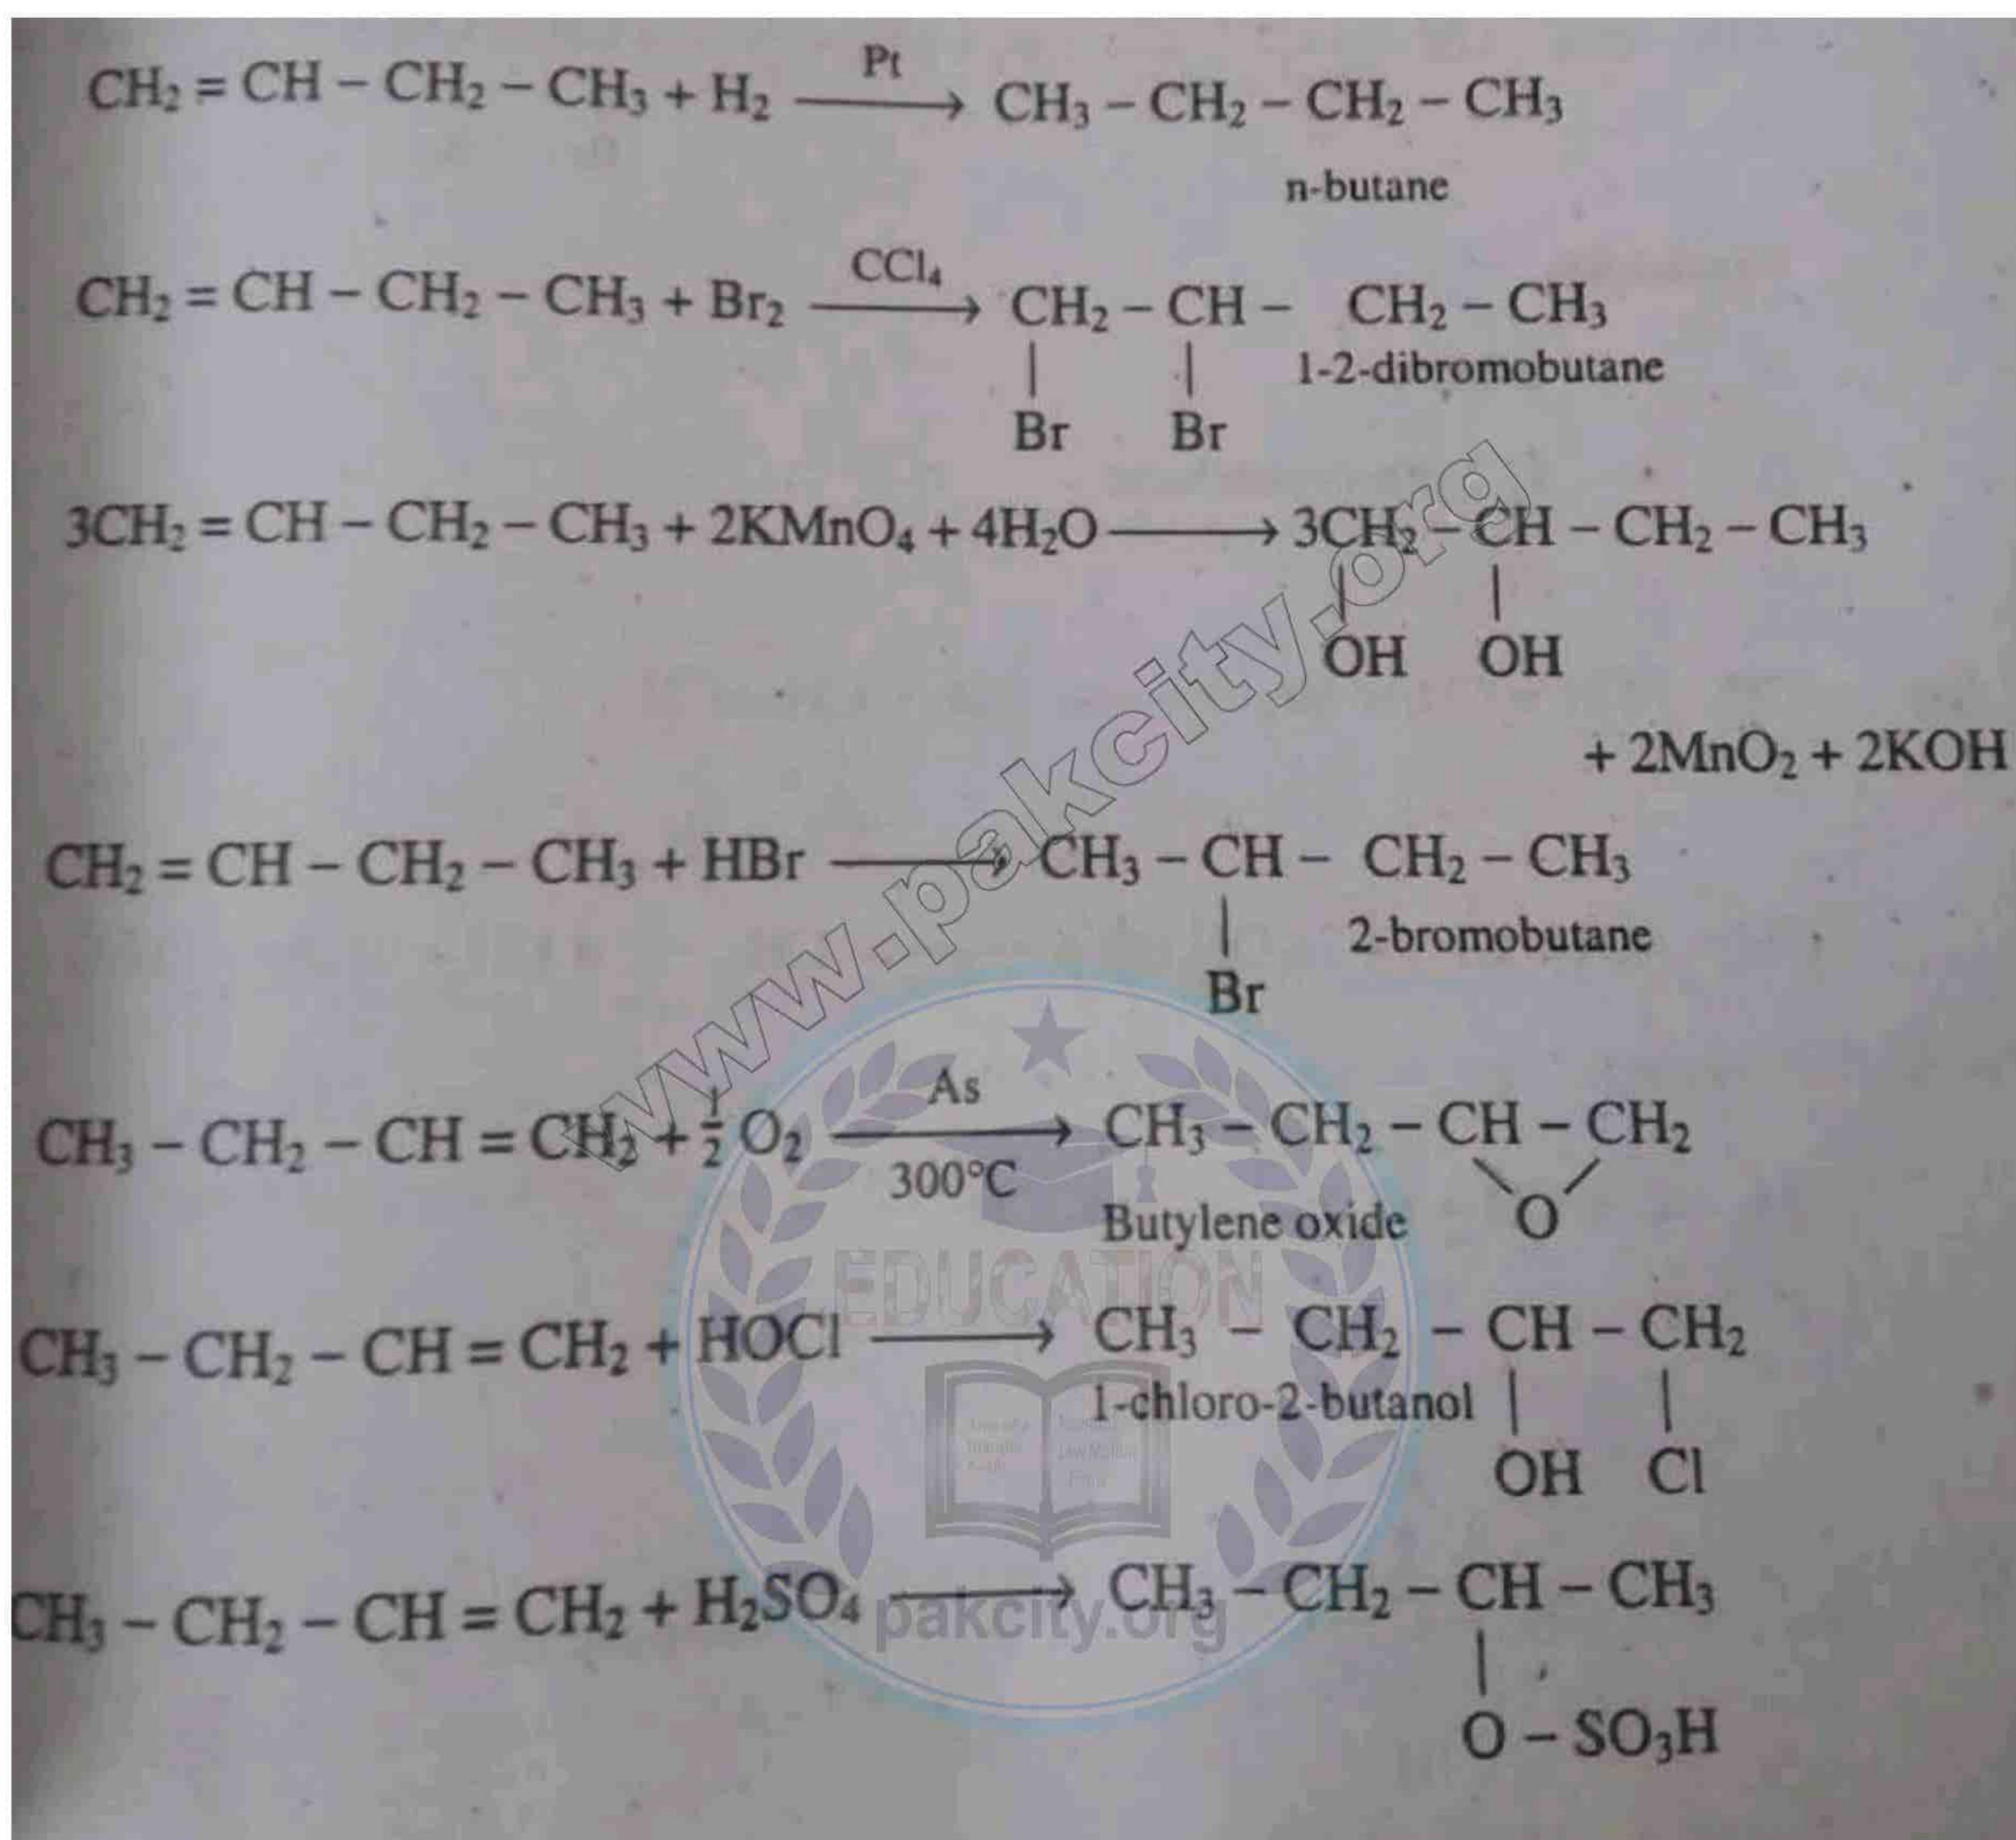 CH₂ = CH – CH₂ – CH₃ + H₂ —Pt→ CH₃ – CH₂ – CH₂ – CH₃
n-butane
CH₂ = CH – CH₂ – CH₃ + Br₂ —CCl₄→ CH₂ – CH – CH₂ – CH₃
| | 1-2-dibromobutane
Br Br
3CH₂ = CH – CH₂ – CH₃ + 2KMnO₄ + 4H₂O ⟶ 3CH₂ – CH – CH₂ – CH₃
| |
OH OH
+ 2MnO₂ + 2KOH
CH₂ = CH – CH₂ – CH₃ + HBr ⟶ CH₃ – CH – CH₂ – CH₃
| 2-bromobutane
Br
www.pakcity.org
As
CH₃ – CH₂ – CH = CH₂ + ½ O₂ ⟶ CH₃ – CH₂ – CH – CH₂
300°C
Butylene oxide \ O /
EDUCATION
CH₃ – CH₂ – CH = CH₂ + HOCl ⟶ CH₃ – CH₂ – CH – CH₂
1-chloro-2-butanol | |
OH Cl
CH₃ – CH₂ – CH = CH₂ + H₂SO₄ ⟶ CH₃ – CH₂ – CH – CH₃
pakcity.org
|
O – SO₃H